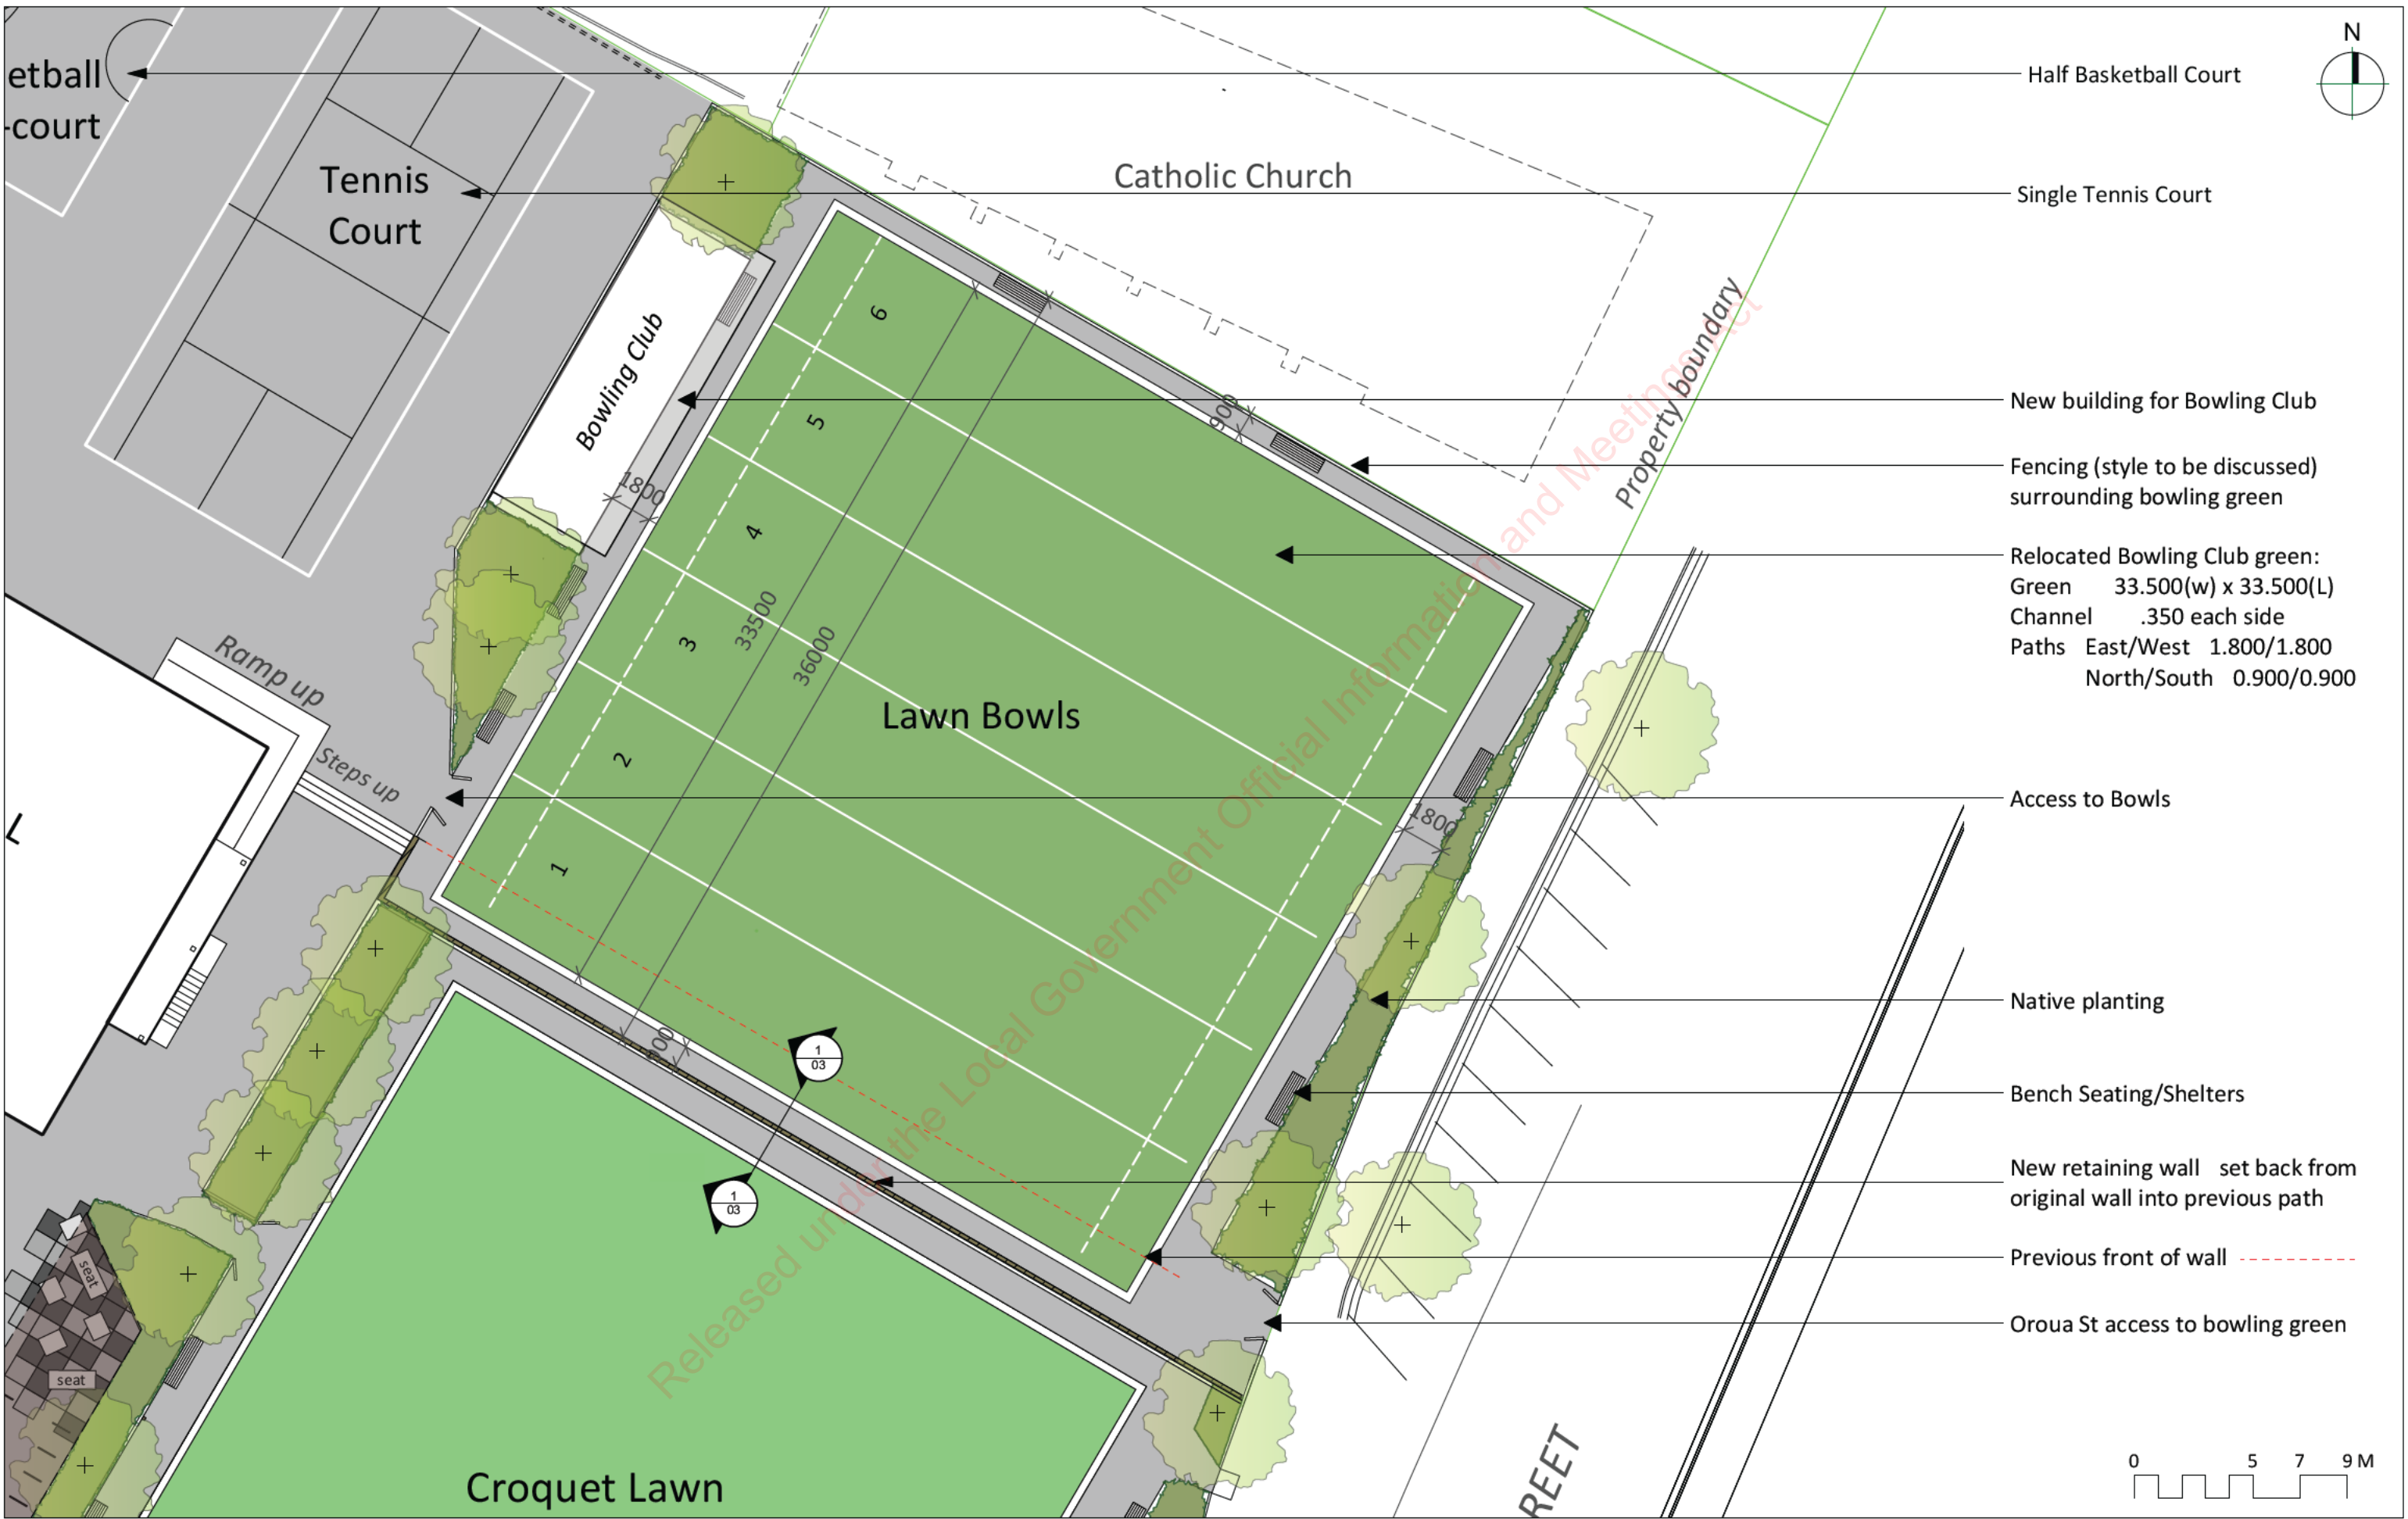 N
etball
-court
Half Basketball Court
Tennis
Court
Catholic Church
Single Tennis Court
Bowling Club
Property boundary
New building for Bowling Club
Fencing (style to be discussed)
surrounding bowling green
Relocated Bowling Club green:
Green 33.500(w) x 33.500(L)
Channel .350 each side
Paths East/West 1.800/1.800
North/South 0.900/0.900
6
5
4
3
2
1
900
1800
33500
36000
Lawn Bowls
1800
Ramp up
Steps up
L
Access to Bowls
Native planting
Bench Seating/Shelters
New retaining wall set back from
original wall into previous path
Previous front of wall
Oroua St access to bowling green
1
03
1
03
seat
seat
Croquet Lawn
REET
0 5 7 9 M
Released under the Local Government Official Information and Meetings Act